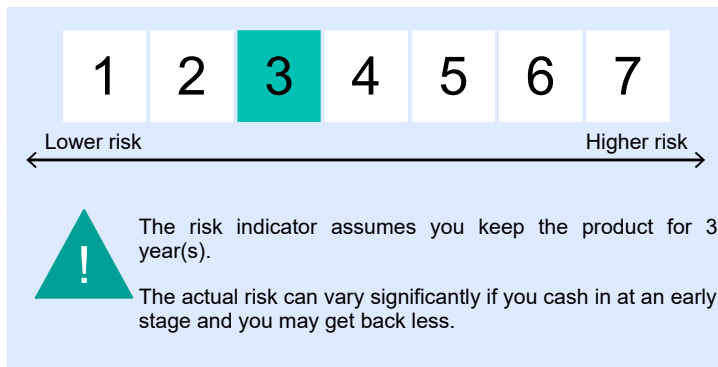 1 2 3 4 5 6 7
Lower risk Higher risk
!
The risk indicator assumes you keep the product for 3
year(s).
The actual risk can vary significantly if you cash in at an early
stage and you may get back less.